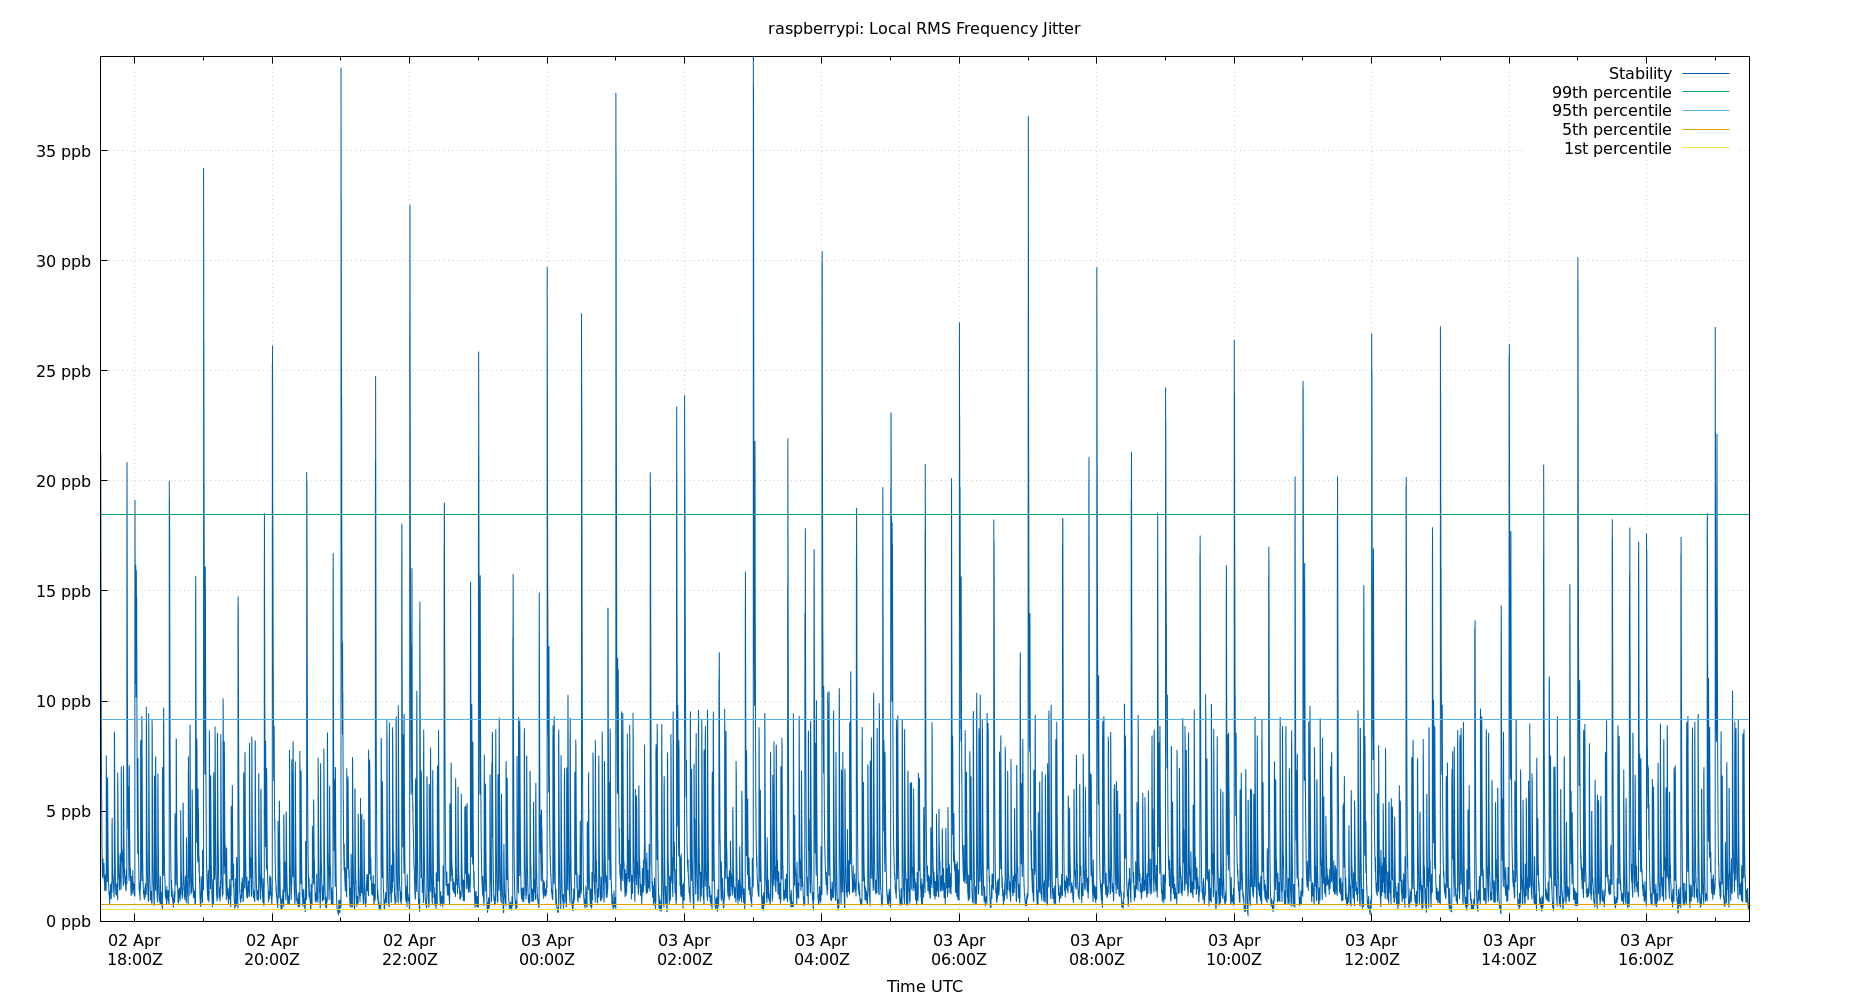 raspberrypi: Local RMS Frequency Jitter
Stability
99th percentile
95th percentile
5th percentile
1st percentile
35 ppb
30 ppb
25 ppb
20 ppb
15 ppb
10 ppb
5 ppb
0 ppb
02 Apr 02 Apr 02 Apr 03 Apr 03 Apr 03 Apr 03 Apr 03 Apr 03 Apr 03 Apr 03 Apr 03 Apr
18:00Z 20:00Z 22:00Z 00:00Z 02:00Z 04:00Z 06:00Z 08:00Z 10:00Z 12:00Z 14:00Z 16:00Z
Time UTC